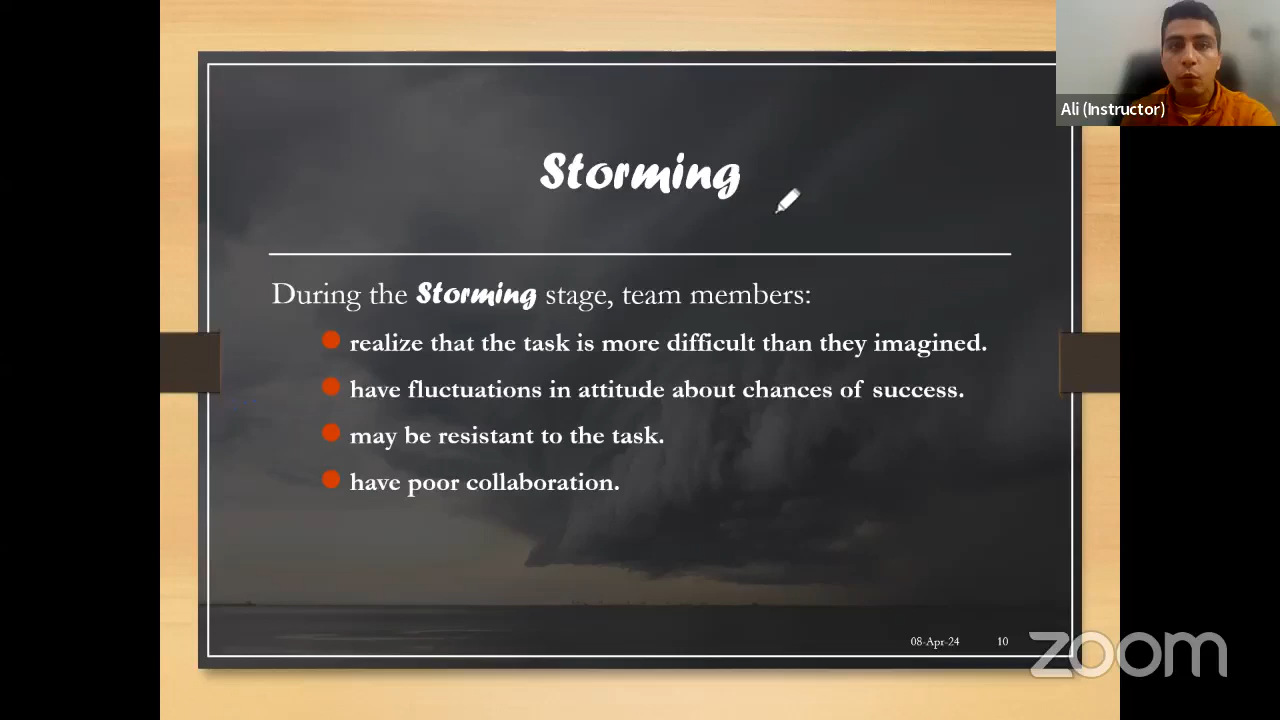 Ali (Instructor)
Storming
During the Storming stage, team members:
realize that the task is more difficult than they imagined.
have fluctuations in attitude about chances of success.
may be resistant to the task.
have poor collaboration.
08-Apr-24 10
zoom